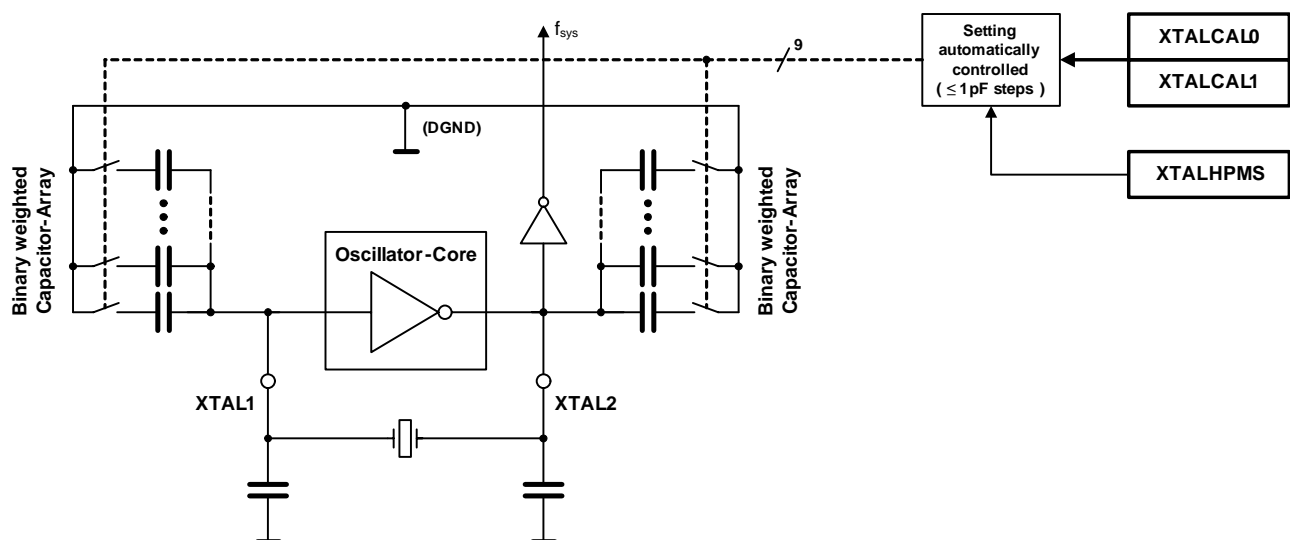 f_sys
9
Setting
automatically
controlled
( ≤ 1pF steps )
XTALCAL0
XTALCAL1
XTALHPMS
(DGND)
Binary weighted
Capacitor-Array
Oscillator-Core
Binary weighted
Capacitor-Array
XTAL1
XTAL2